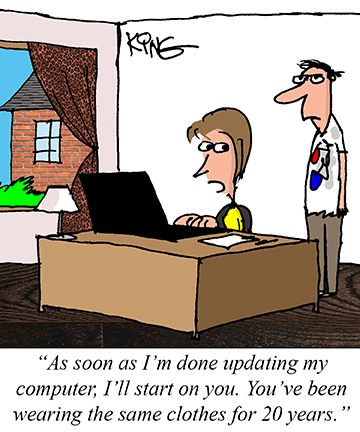 KING
“As soon as I’m done updating my
computer, I’ll start on you. You’ve been
wearing the same clothes for 20 years.”